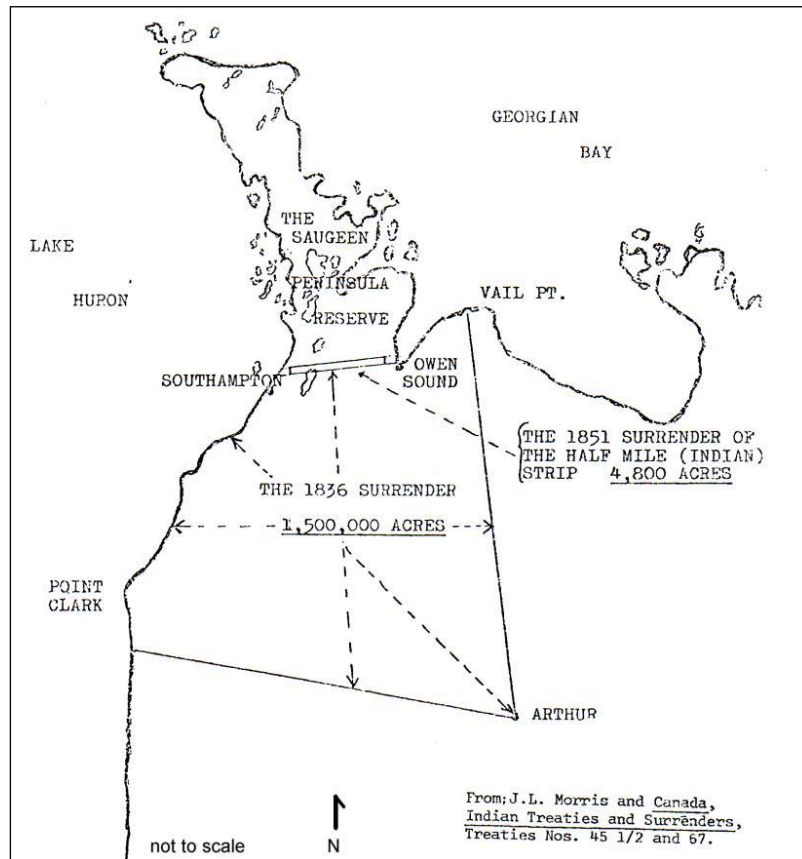 GEORGIAN
BAY
THE
SAUGEEN
PENINSULA
RESERVE
LAKE
HURON
VAIL PT.
SOUTHAMPTON
OWEN
SOUND
THE 1851 SURRENDER OF
THE HALF MILE (INDIAN)
STRIP 4,800 ACRES
THE 1836 SURRENDER
1,500,000 ACRES
POINT
CLARK
ARTHUR
From; J.L. Morris and Canada,
Indian Treaties and Surrenders,
Treaties Nos. 45 1/2 and 67.
not to scale
N